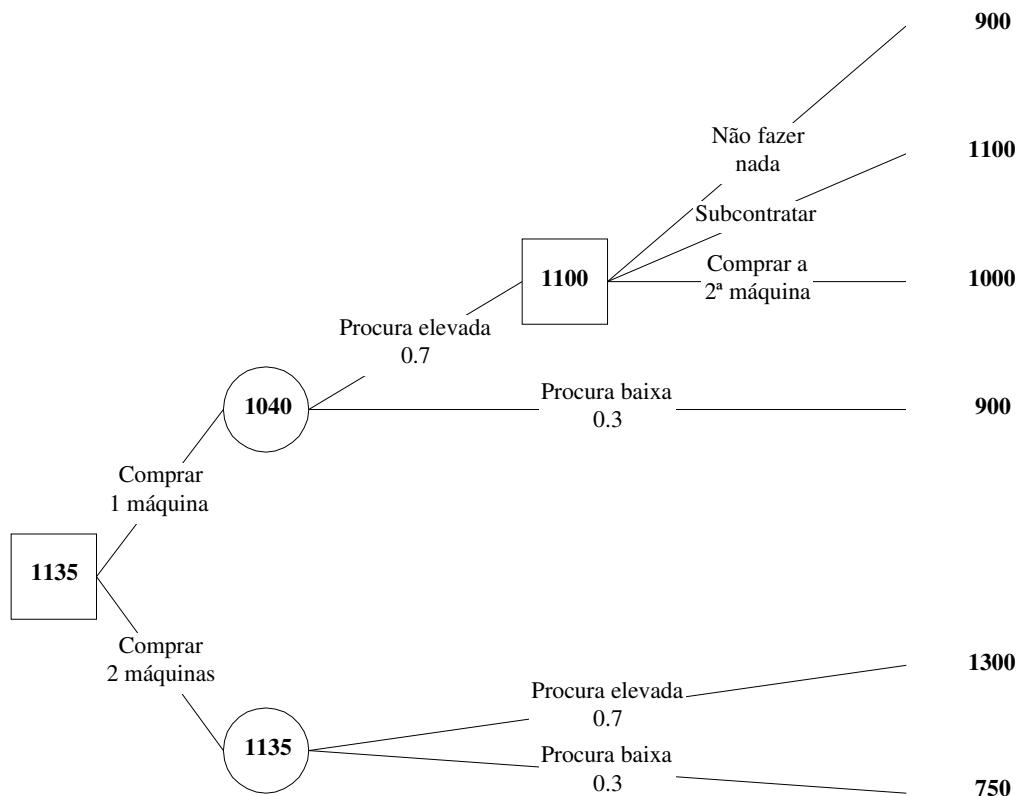 900
Não fazer
nada
1100
Subcontratar
1100
Comprar a
2ª máquina
1000
Procura elevada
0.7
1040
Procura baixa
0.3
900
Comprar
1 máquina
1135
Comprar
2 máquinas
1300
Procura elevada
0.7
1135
Procura baixa
0.3
750